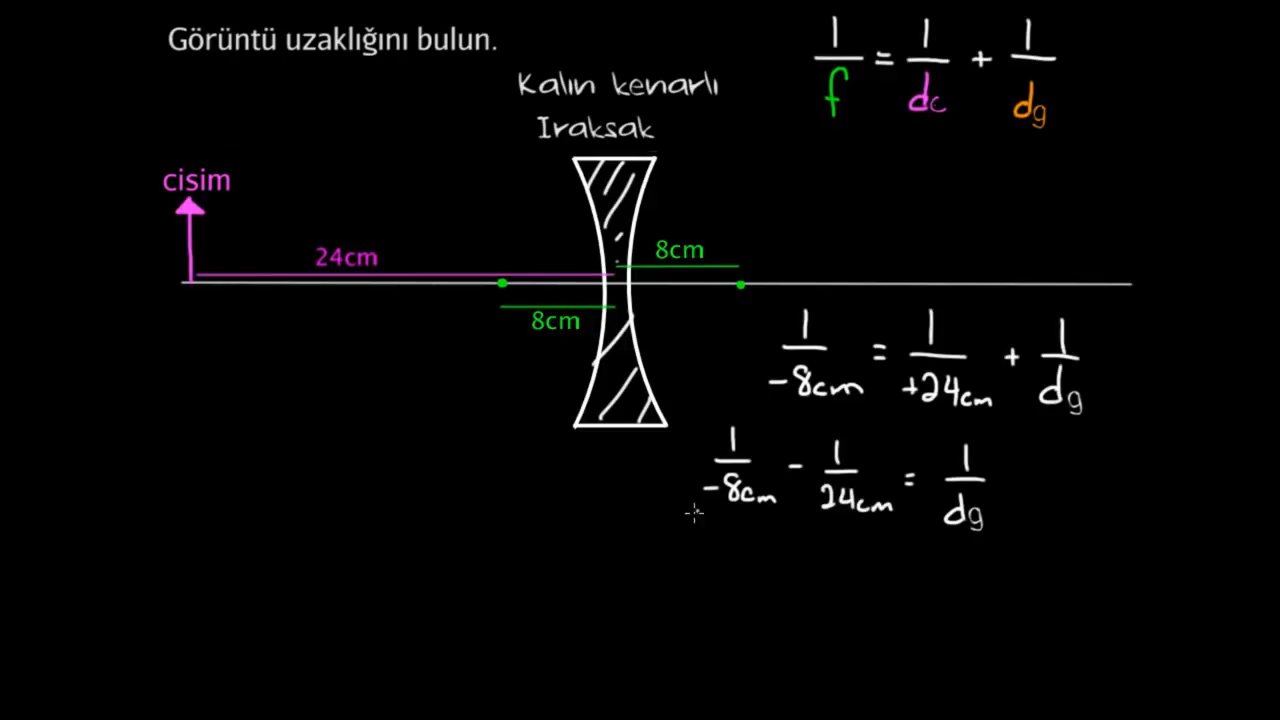 Görüntü uzaklığını bulun.
1/f = 1/dc + 1/dg
Kalın kenarlı
Iraksak
cisim
24cm
8cm
8cm
1/-8cm = 1/+24cm + 1/dg
1/-8cm - 1/24cm = 1/dg